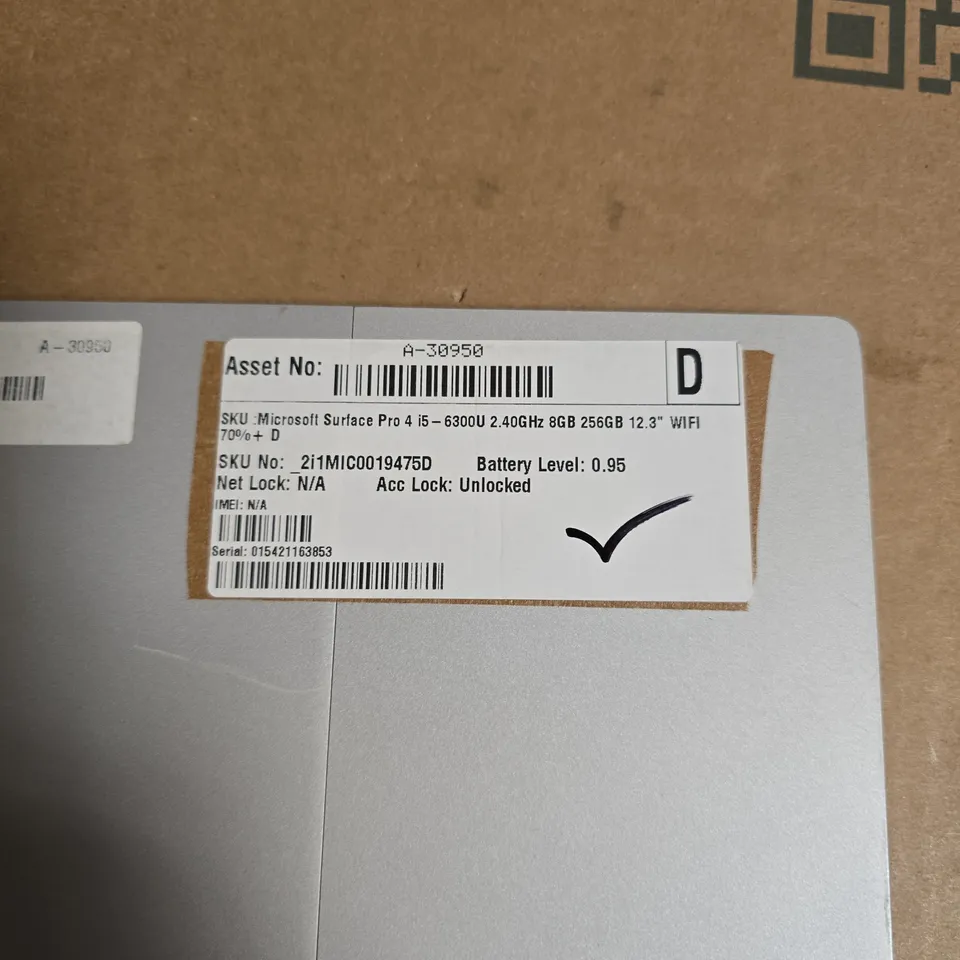 A-30950
A-30950
Asset No:
D
SKU :Microsoft Surface Pro 4 i5-6300U 2.40GHz 8GB 256GB 12.3" WIFI
70%+ D
SKU No: _2i1MIC0019475D Battery Level: 0.95
Net Lock: N/A Acc Lock: Unlocked
IMEI: N/A
Serial: 015421163853